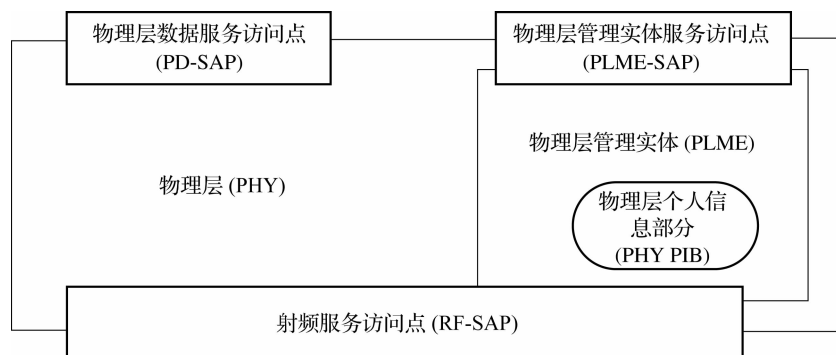 物理层数据服务访问点
(PD-SAP)
物理层管理实体服务访问点
(PLME-SAP)
物理层管理实体 (PLME)
物理层 (PHY)
物理层个人信
息部分
(PHY PIB)
射频服务访问点 (RF-SAP)